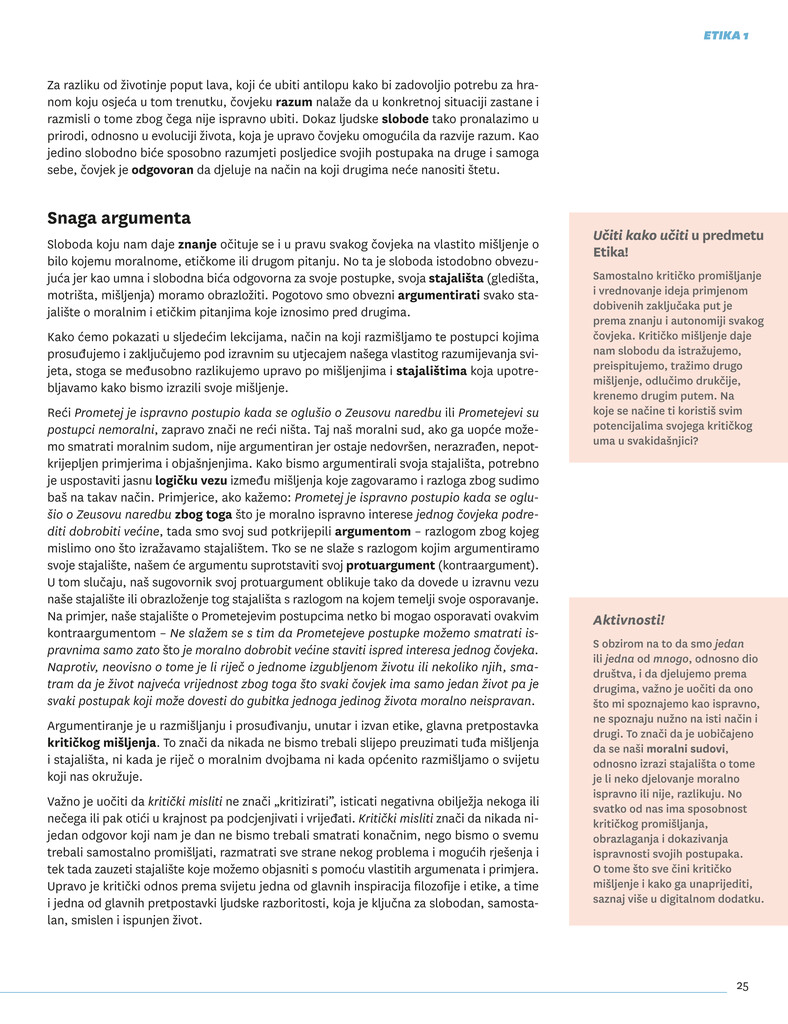 ETIKA 1
Za razliku od životinje poput lava, koji će ubiti antilopu kako bi zadovoljio potrebu za hra-
nom koju osjeća u tom trenutku, čovjeku razum nalaže da u konkretnoj situaciji zastane i
razmisli o tome zbog čega nije ispravno ubiti. Dokaz ljudske slobode tako pronalazimo u
prirodi, odnosno u evoluciji života, koja je upravo čovjeku omogućila da razvije razum. Kao
jedino slobodno biće sposobno razumjeti posljedice svojih postupaka na druge i samoga
sebe, čovjek je odgovoran da djeluje na način na koji drugima neće nanositi štetu.
Snaga argumenta
Sloboda koju nam daje znanje očituje se i u pravu svakog čovjeka na vlastito mišljenje o
bilo kojemu moralnome, etičkome ili drugom pitanju. No ta je sloboda istodobno obvezu-
juća jer kao umna i slobodna bića odgovorna za svoje postupke, svoja stajališta (gledišta,
motrišta, mišljenja) moramo obrazložiti. Pogotovo smo obvezni argumentirati svako sta-
jalište o moralnim i etičkim pitanjima koje iznosimo pred drugima.
Kako ćemo pokazati u sljedećim lekcijama, način na koji razmišljamo te postupci kojima
prosuđujemo i zaključujemo pod izravnim su utjecajem našega vlastitog razumijevanja svi-
jeta, stoga se međusobno razlikujemo upravo po mišljenjima i stajalištima koja upotre-
bljavamo kako bismo izrazili svoje mišljenje.
Reći Prometej je ispravno postupio kada se oglušio o Zeusovu naredbu ili Prometejevi su
postupci nemoralni, zapravo znači ne reći ništa. Taj naš moralni sud, ako ga uopće može-
mo smatrati moralnim sudom, nije argumentiran jer ostaje nedovršen, nerazrađen, nepot-
krijepljen primjerima i objašnjenjima. Kako bismo argumentirali svoja stajališta, potrebno
je uspostaviti jasnu logičku vezu između mišljenja koje zagovaramo i razloga zbog sudimo
baš na takav način. Primjerice, ako kažemo: Prometej je ispravno postupio kada se oglu-
šio o Zeusovu naredbu zbog toga što je moralno ispravno interese jednog čovjeka podre-
diti dobrobiti većine, tada smo svoj sud potkrijepili argumentom – razlogom zbog kojeg
mislimo ono što izražavamo stajalištem. Tko se ne slaže s razlogom kojim argumentiramo
svoje stajalište, našem će argumentu suprotstaviti svoj protuargument (kontraargument).
U tom slučaju, naš sugovornik svoj protuargument oblikuje tako da dovede u izravnu vezu
naše stajalište ili obrazloženje tog stajališta s razlogom na kojem temelji svoje osporavanje.
Na primjer, naše stajalište o Prometejevim postupcima netko bi mogao osporavati ovakvim
kontraargumentom – Ne slažem se s tim da Prometejeve postupke možemo smatrati is-
pravnima samo zato što je moralno dobrobit većine staviti ispred interesa jednog čovjeka.
Naprotiv, neovisno o tome je li riječ o jednome izgubljenom životu ili nekoliko njih, sma-
tram da je život najveća vrijednost zbog toga što svaki čovjek ima samo jedan život pa je
svaki postupak koji može dovesti do gubitka jednoga jedinog života moralno neispravan.
Argumentiranje je u razmišljanju i prosuđivanju, unutar i izvan etike, glavna pretpostavka
kritičkog mišljenja. To znači da nikada ne bismo trebali slijepo preuzimati tuđa mišljenja
i stajališta, ni kada je riječ o moralnim dvojbama ni kada općenito razmišljamo o svijetu
koji nas okružuje.
Važno je uočiti da kritički misliti ne znači „kritizirati”, isticati negativna obilježja nekoga ili
nečega ili pak otići u krajnost pa podcjenjivati i vrijeđati. Kritički misliti znači da nikada ni-
jedan odgovor koji nam je dan ne bismo trebali smatrati konačnim, nego bismo o svemu
trebali samostalno promišljati, razmatrati sve strane nekog problema i mogućih rješenja i
tek tada zauzeti stajalište koje možemo objasniti s pomoću vlastitih argumenata i primjera.
Upravo je kritički odnos prema svijetu jedna od glavnih inspiracija filozofije i etike, a time
i jedna od glavnih pretpostavki ljudske razboritosti, koja je ključna za slobodan, samosta-
lan, smislen i ispunjen život.
Učiti kako učiti u predmetu
Etika!
Samostalno kritičko promišljanje
i vrednovanje ideja primjenom
dobivenih zaključaka put je
prema znanju i autonomiji svakog
čovjeka. Kritičko mišljenje daje
nam slobodu da istražujemo,
preispitujemo, tražimo drugo
mišljenje, odlučimo drukčije,
krenemo drugim putem. Na
koje se načine ti koristiš svim
potencijalima svojega kritičkog
uma u svakidašnjici?
Aktivnosti!
S obzirom na to da smo jedan
ili jedna od mnogo, odnosno dio
društva, i da djelujemo prema
drugima, važno je uočiti da ono
što mi spoznajemo kao ispravno,
ne spoznaju nužno na isti način i
drugi. To znači da je uobičajeno
da se naši moralni sudovi,
odnosno izrazi stajališta o tome
je li neko djelovanje moralno
ispravno ili nije, razlikuju. No
svatko od nas ima sposobnost
kritičkog promišljanja,
obrazlaganja i dokazivanja
ispravnosti svojih postupaka.
O tome što sve čini kritičko
mišljenje i kako ga unaprijediti,
saznaj više u digitalnom dodatku.
25